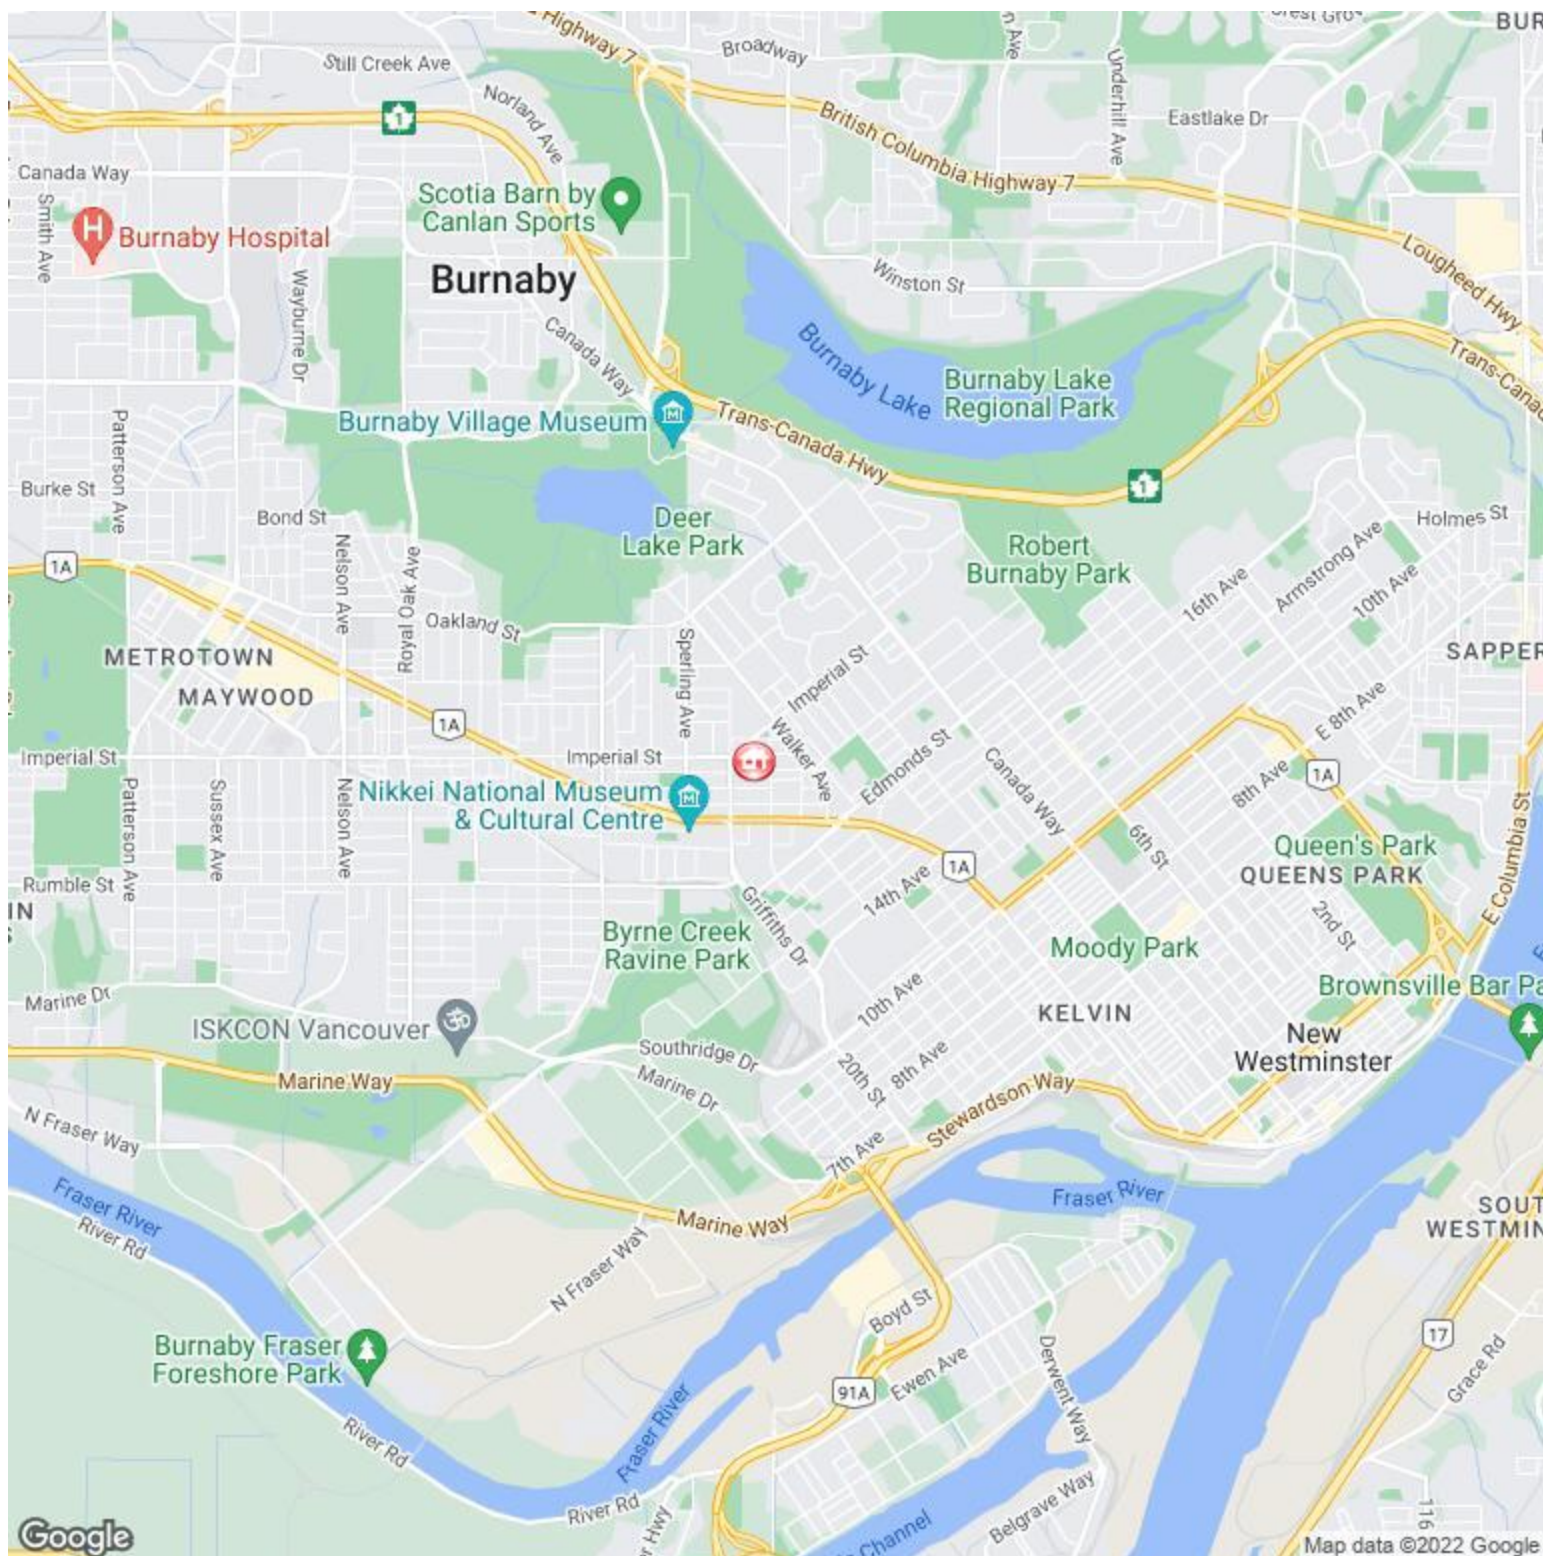 Highway 7
Broadway
BUR
Still Creek Ave
Norland Ave
Underhill Ave
Eastlake Dr
1
British Columbia Highway 7
Canada Way
Smith Ave
Scotia Barn by
Canlan Sports
H
Burnaby Hospital
Wayburne Dr
Burnaby
Winston St
Lougheed Hwy
Canada Way
Burnaby Lake
Burnaby Lake
Regional Park
Trans-Canad
Burnaby Village Museum
Trans-Canada Hwy
Patterson Ave
Burke St
Bond St
1
Holmes St
Deer
Lake Park
Robert
Burnaby Park
Armstrong Ave
16th Ave
10th Ave
1A
Nelson Ave
Royal Oak Ave
Oakland St
Sperling Ave
METROTOWN
SAPPER
MAYWOOD
Imperial St
1A
E 8th Ave
Imperial St
Imperial St
Walker Ave
Edmonds St
Canada Way
1A
8th Ave
Patterson Ave
Sussex Ave
Nelson Ave
Nikkei National Museum
& Cultural Centre
6th St
Queen's Park
QUEENS PARK
1A
14th Ave
Rumble St
IN
E Columbia St
2nd St
Griffiths Dr
Byrne Creek
Ravine Park
Moody Park
Brownsville Bar Pa
Marine Dr
10th Ave
KELVIN
ISKCON Vancouver
New
Westminster
Southridge Dr
Marine Way
Marine Dr
20th St
8th Ave
Stewardson Way
N Fraser Way
7th Ave
Fraser River
Fraser River
River Rd
Marine Way
SOUT
WESTMIN
N Fraser Way
Boyd St
Burnaby Fraser
Foreshore Park
17
Derwent Way
Grace Rd
Ewen Ave
91A
Fraser River
River Rd
River Rd
Belgrave Way
116
Channel
Hwy
Google
Map data ©2022 Google